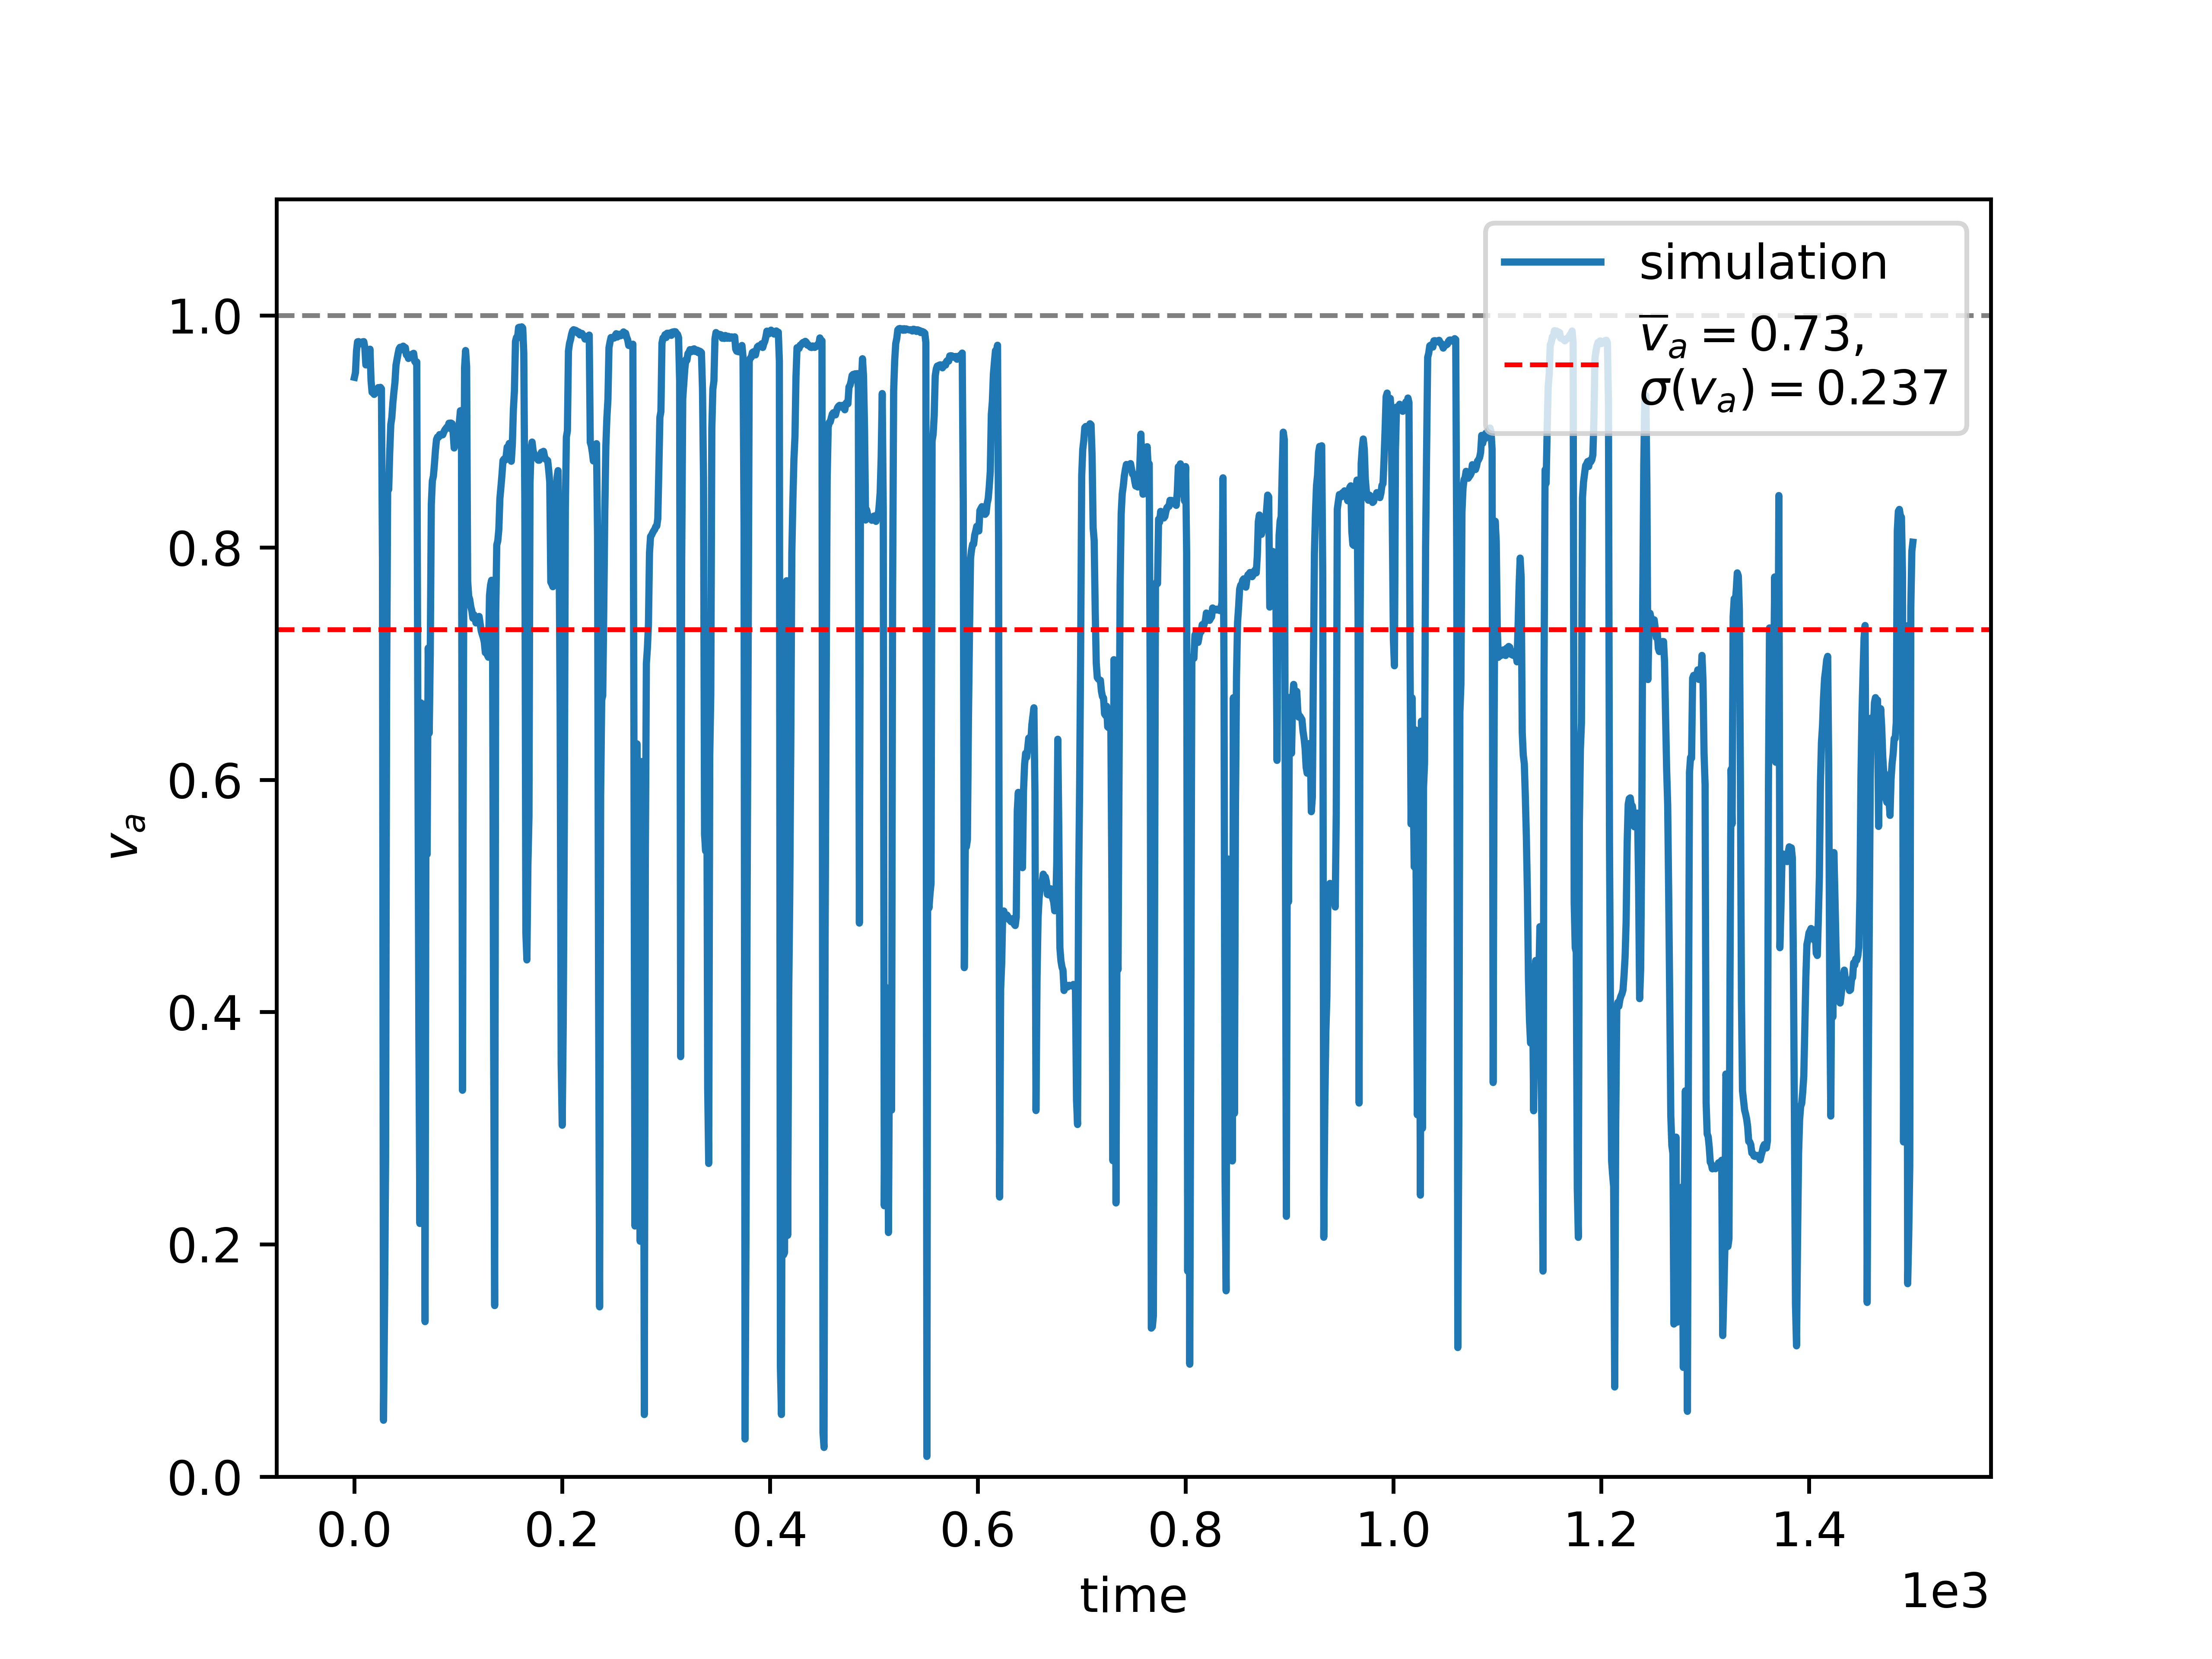 simulation
v̅ₐ = 0.73,
σ(vₐ) = 0.237
1.0
0.8
0.6
0.4
0.2
0.0
vₐ
0.0 0.2 0.4 0.6 0.8 1.0 1.2 1.4
time
1e3